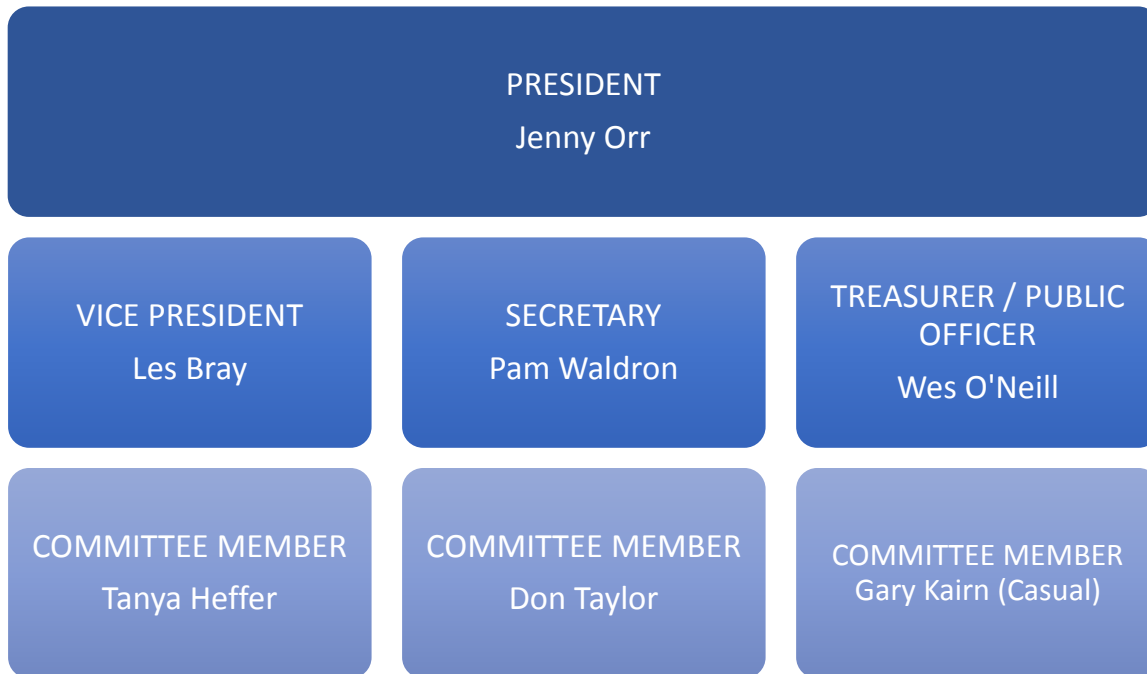 PRESIDENT
Jenny Orr
VICE PRESIDENT
Les Bray
SECRETARY
Pam Waldron
TREASURER / PUBLIC
OFFICER
Wes O'Neill
COMMITTEE MEMBER
Tanya Heffer
COMMITTEE MEMBER
Don Taylor
COMMITTEE MEMBER
Gary Kairn (Casual)